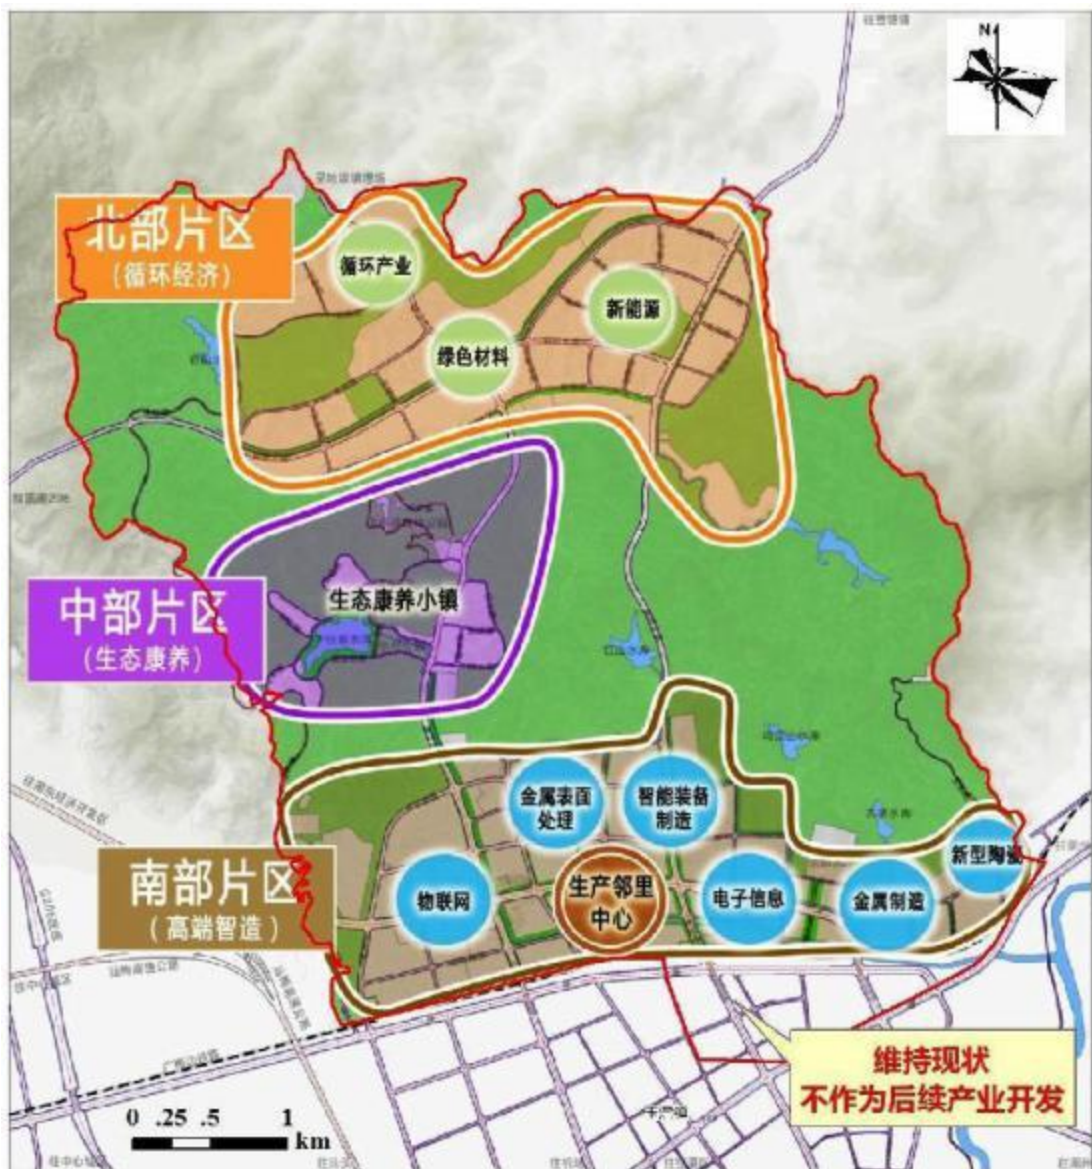 N
北部片区
（循环经济）
循环产业
新能源
绿色材料
中部片区
（生态康养）
生态康养小镇
红山水库
金属表面
处理
智能装备
制造
新型陶瓷
南部片区
（高端智造）
物联网
生产邻里
中心
电子信息
金属制造
维持现状
不作为后续产业开发
0 .25 .5 1
km